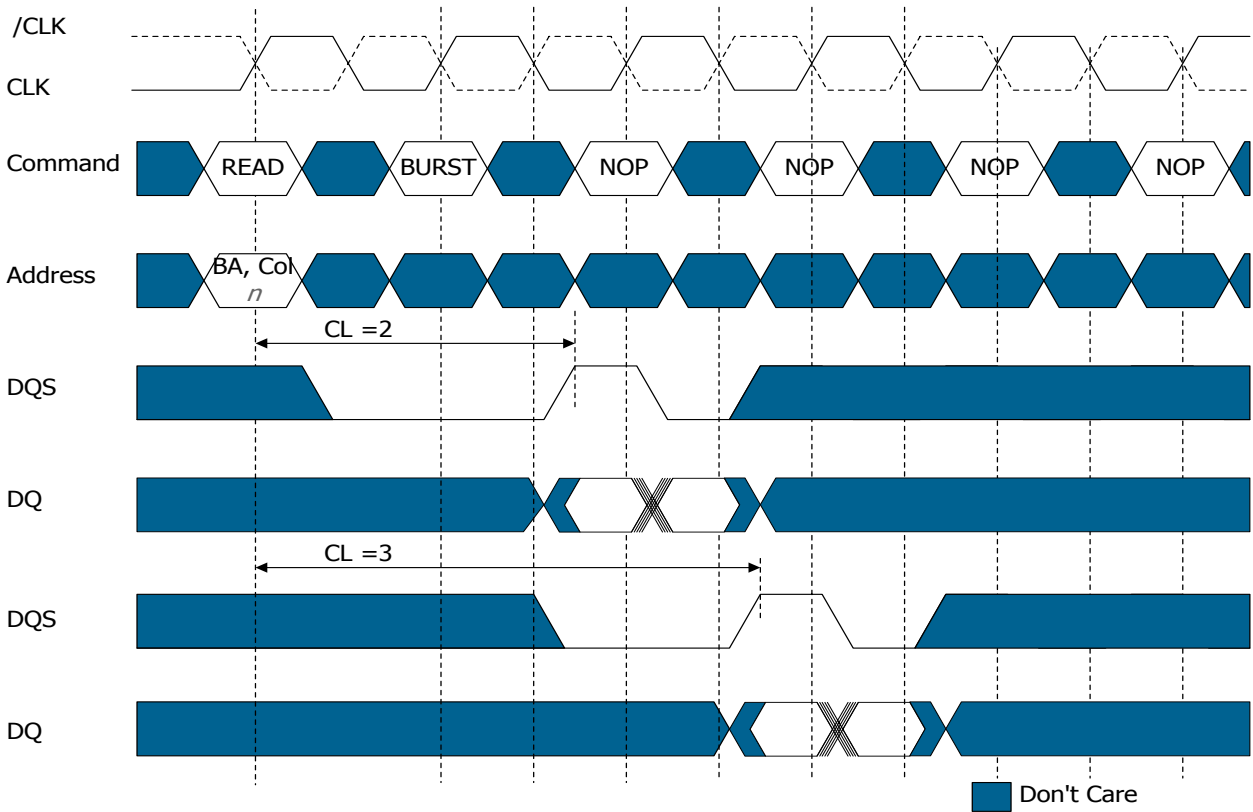 /CLK
CLK
Command READ BURST NOP NOP NOP NOP
Address BA, Col
n
CL =2
DQS
DQ
CL =3
DQS
DQ
Don't Care